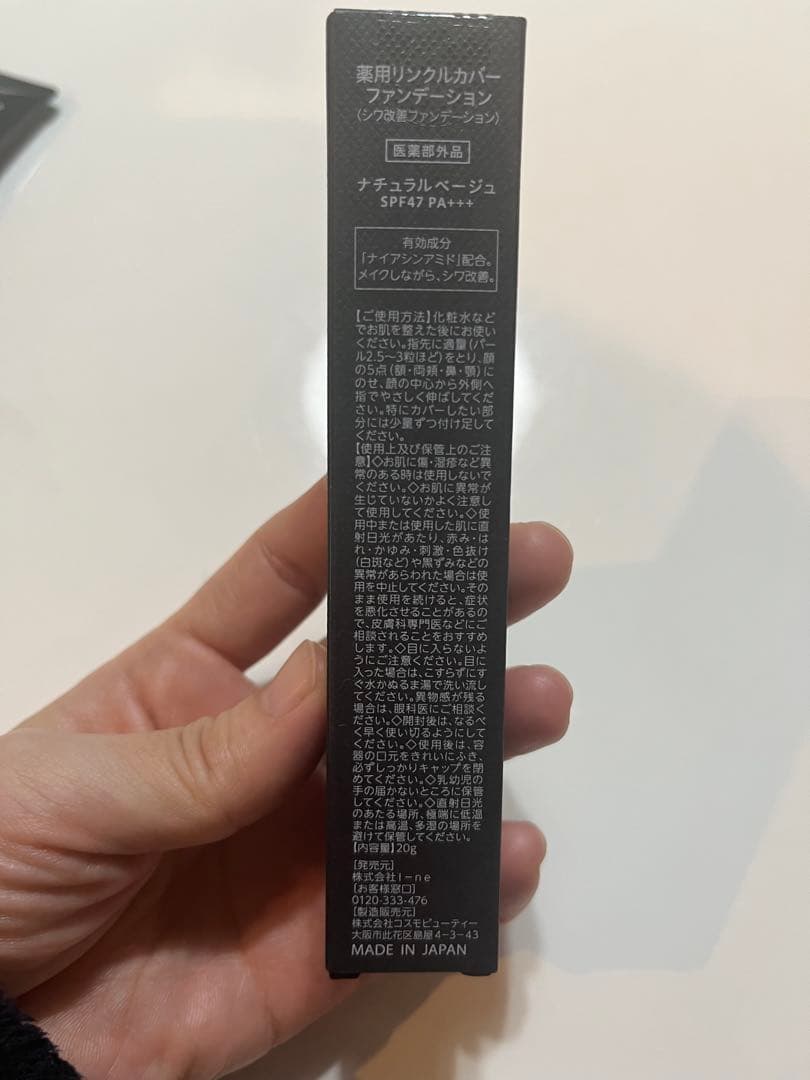 薬用リンクルカバー
ファンデーション
(シワ改善ファンデーション)
医薬部外品
ナチュラルベージュ
SPF47 PA+++
有効成分
「ナイアシンアミド」配合。
メイクしながら、シワ改善。
【ご使用方法】化粧水など
でお肌を整えた後にお使い
ください。指先に適量(パー
ル2.5～3粒ほど)をとり、顔
の5点(額・両頬・鼻・顎)に
のせ、顔の中心から外側へ
指でやさしく伸ばしてくだ
さい。特にカバーしたい部
分には少量ずつ付け足して
ください。
【使用上及び保管上のご注
意】◇お肌に傷・湿疹など異
常のある時は使用しないで
ください。◇お肌に異常が
生じていないかよく注意し
て使用してください。◇使
用中または使用した肌に直
射日光があたり、赤み・は
れ・かゆみ・刺激・色抜け
(白斑など)や黒ずみなどの
異常があらわれた場合は使
用を中止してください。その
まま使用を続けると、症状
を悪化させることがあるの
で、皮膚科専門医などにご
相談されることをおすすめ
します。◇目に入らないよ
うにご注意ください。目に
入った場合は、こすらずにす
ぐ水かぬるま湯で洗い流し
てください。異物感が残る
場合は、眼科医にご相談く
ださい。◇開封後は、なるべ
く早く使い切るようにして
ください。◇使用後は、容
器の口元をきれいにふき、
必ずしっかりキャップを閉
めてください。◇乳幼児の
手の届かないところに保管
してください。◇直射日光
のあたる場所、極端に低温
または高温、多湿の場所を
避けて保管してください。
【内容量】20g
[発売元]
株式会社I-ne
[お客様窓口]
0120-333-476
[製造販売元]
株式会社コスモビューティー
大阪市此花区島屋4-3-43
MADE IN JAPAN